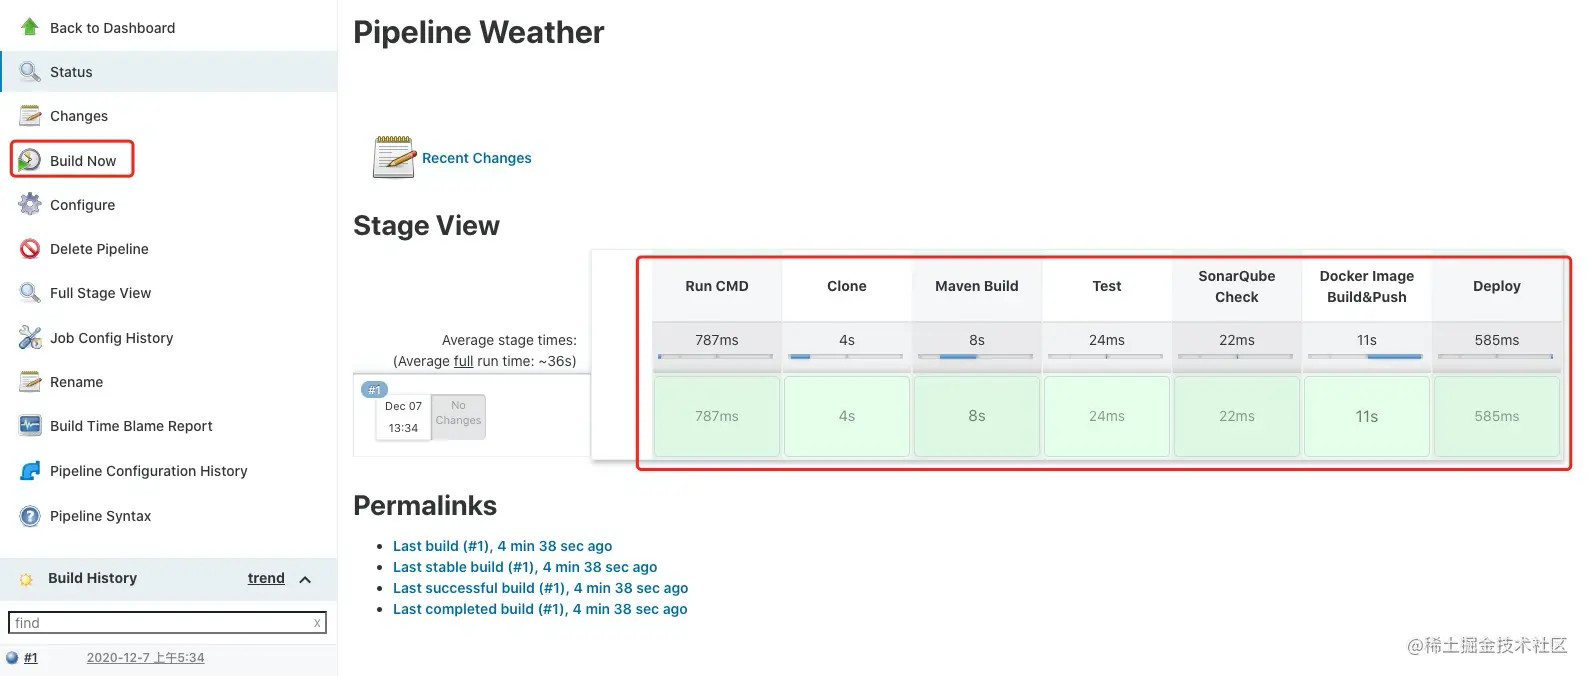 Back to Dashboard
Status
Changes
Build Now
Configure
Delete Pipeline
Full Stage View
Job Config History
Rename
Build Time Blame Report
Pipeline Configuration History
Pipeline Syntax
Build History trend
find x
#1 2020-12-7 上午5:34
Pipeline Weather
Recent Changes
Stage View
Run CMD Clone Maven Build Test SonarQube Check Docker Image Build&Push Deploy
Average stage times:
(Average full run time: ~36s)
787ms 4s 8s 24ms 22ms 11s 585ms
#1
Dec 07
13:34
No
Changes
787ms 4s 8s 24ms 22ms 11s 585ms
Permalinks
Last build (#1), 4 min 38 sec ago
Last stable build (#1), 4 min 38 sec ago
Last successful build (#1), 4 min 38 sec ago
Last completed build (#1), 4 min 38 sec ago
@稀土掘金技术社区